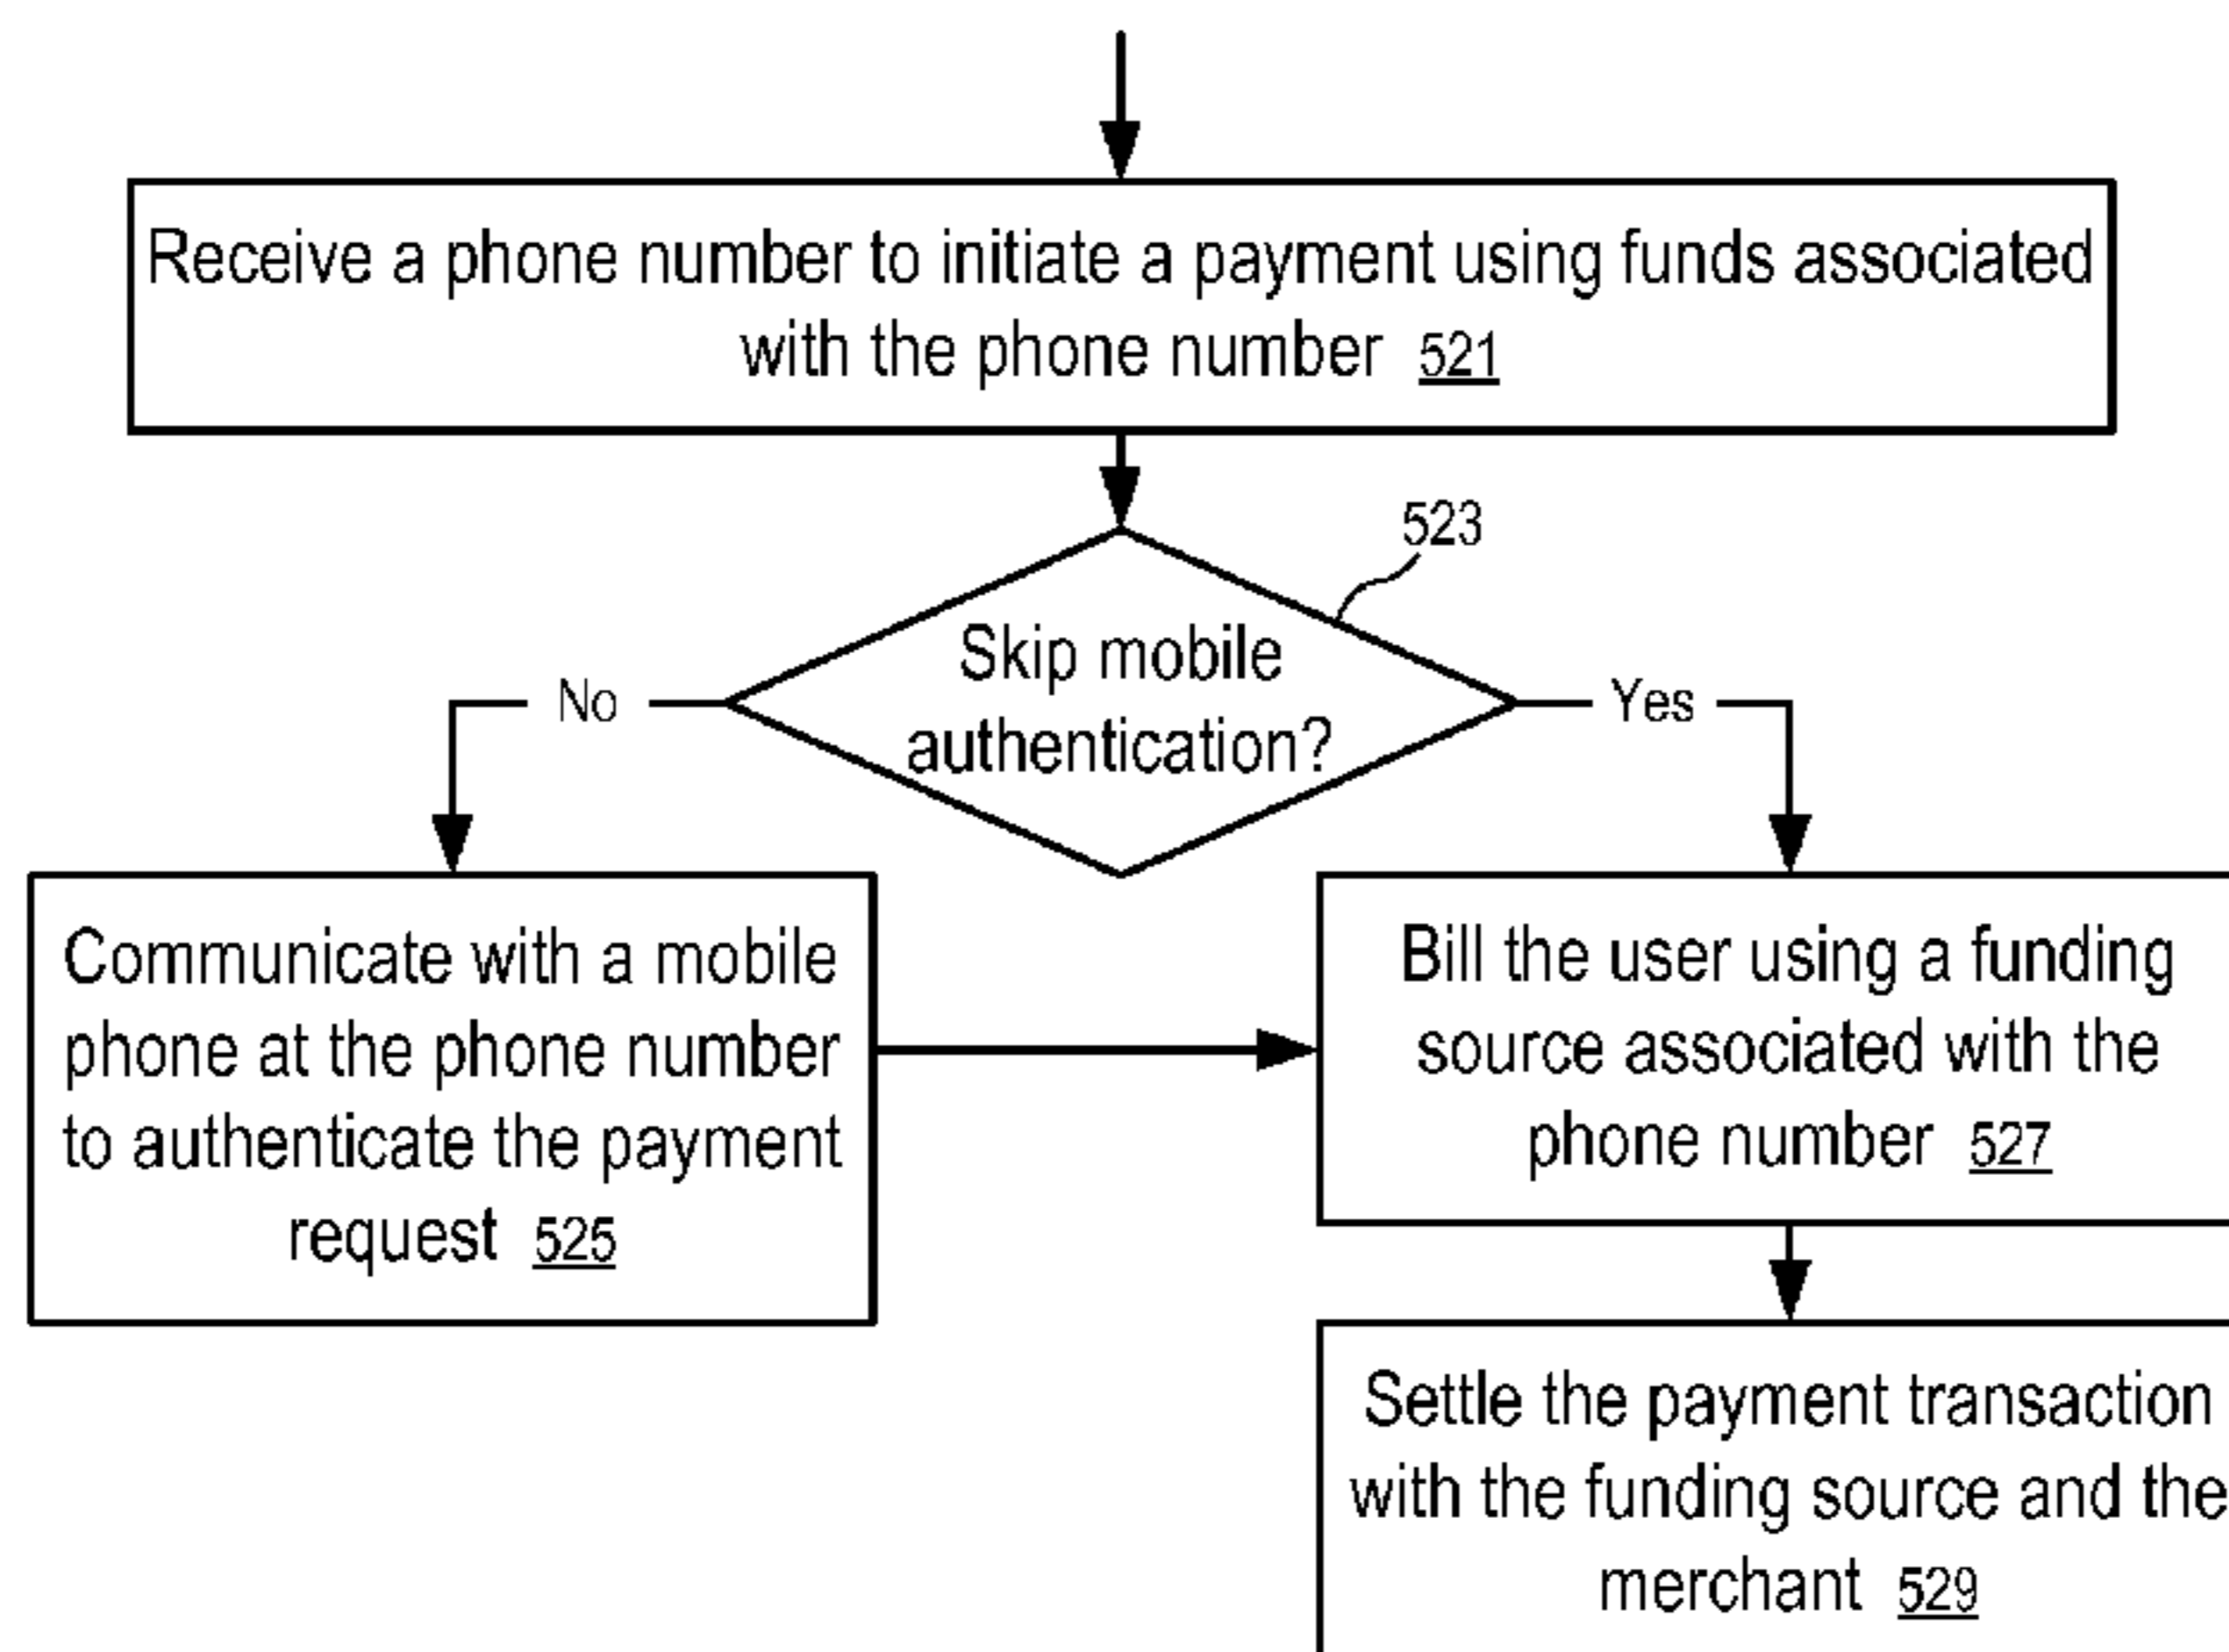 Receive a phone number to initiate a payment using funds associated
with the phone number 521
523
Skip mobile
authentication?
No
Yes
Communicate with a mobile
phone at the phone number
to authenticate the payment
request 525
Bill the user using a funding
source associated with the
phone number 527
Settle the payment transaction
with the funding source and the
merchant 529